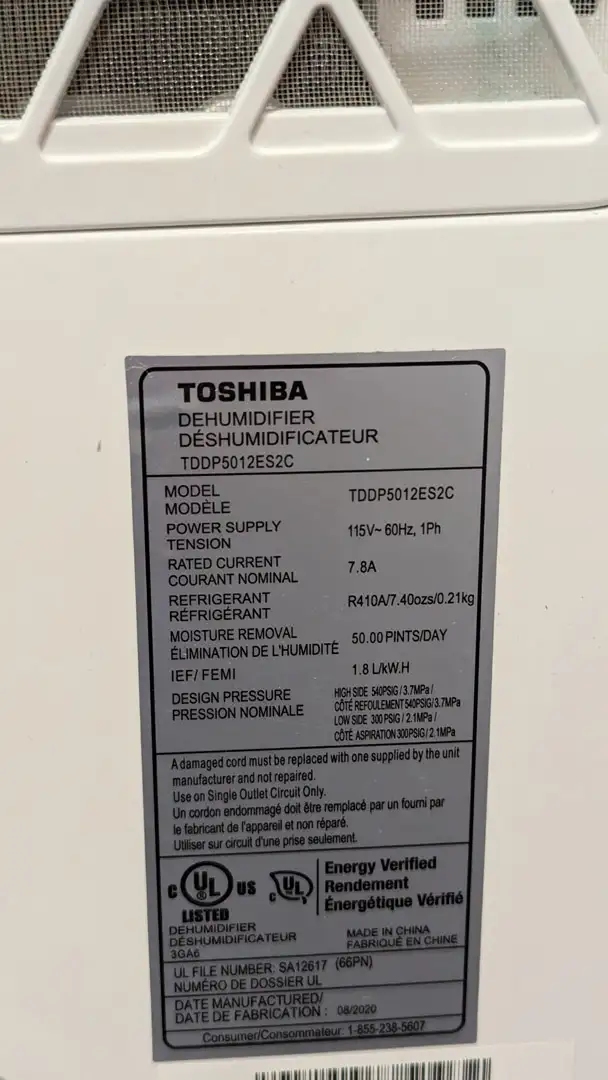 TOSHIBA
DEHUMIDIFIER
DÉSHUMIDIFICATEUR
TDDP5012ES2C
MODEL TDDP5012ES2C
MODÈLE
POWER SUPPLY 115V~ 60Hz, 1Ph
TENSION
RATED CURRENT 7.8A
COURANT NOMINAL
REFRIGERANT R410A/7.40ozs/0.21kg
RÉFRIGÉRANT
MOISTURE REMOVAL 50.00 PINTS/DAY
ÉLIMINATION DE L'HUMIDITÉ
IEF/ FEMI 1.8 L/kW.H
DESIGN PRESSURE HIGH SIDE 540PSIG / 3.7MPa /
PRESSION NOMINALE CÔTÉ REFOULEMENT 540PSIG / 3.7MPa
LOW SIDE 300 PSIG / 2.1MPa /
CÔTÉ ASPIRATION 300PSIG / 2.1MPa
A damaged cord must be replaced with one supplied by the unit
manufacturer and not repaired.
Use on Single Outlet Circuit Only.
Un cordon endommagé doit être remplacé par un fourni par
le fabricant de l'appareil et non réparé.
Utiliser sur circuit d'une prise seulement.
C UL US LISTED
C UL Energy Verified
Rendement
Énergétique Vérifié
DEHUMIDIFIER
DÉSHUMIDIFICATEUR
3GA6
MADE IN CHINA
FABRIQUÉ EN CHINE
UL FILE NUMBER: SA12617 (66PN)
NUMÉRO DE DOSSIER UL
DATE MANUFACTURED/
DATE DE FABRICATION : 08/2020
Consumer/Consommateur: 1-855-238-5607